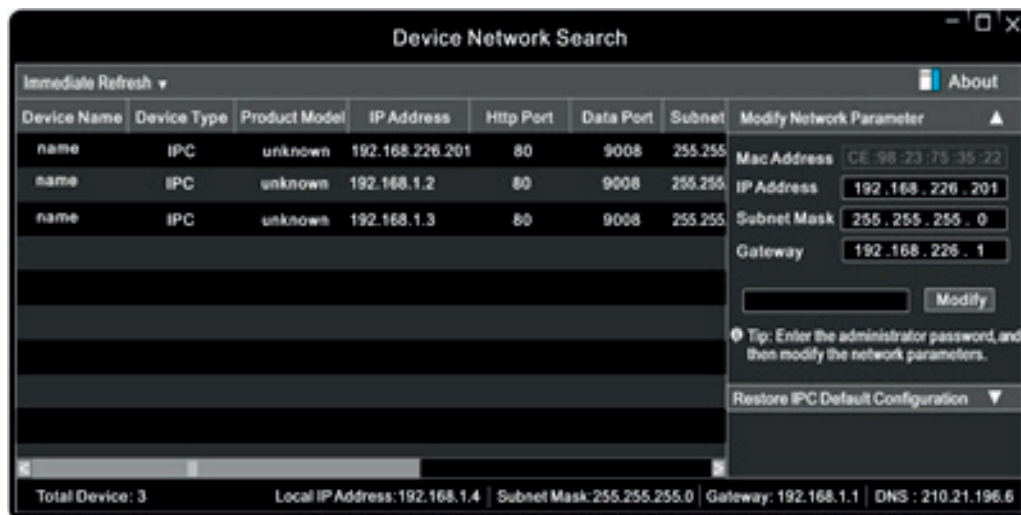 Device Network Search
Immediate Refresh
About
Device Name Device Type Product Model IP Address Http Port Data Port Subnet
name IPC unknown 192.168.226.201 80 9008 255.255
name IPC unknown 192.168.1.2 80 9008 255.255.
name IPC unknown 192.168.1.3 80 9008 255.255.
Modify Network Parameter
Mac Address CE:98:23:75:35:22
IP Address 192.168.226.201
Subnet Mask 255.255.255.0
Gateway 192.168.226.1
Modify
Tip: Enter the administrator password, and
then modify the network parameters.
Restore IPC Default Configuration
Total Device: 3 Local IP Address:192.168.1.4 Subnet Mask:255.255.255.0 Gateway: 192.168.1.1 DNS : 210.21.196.6